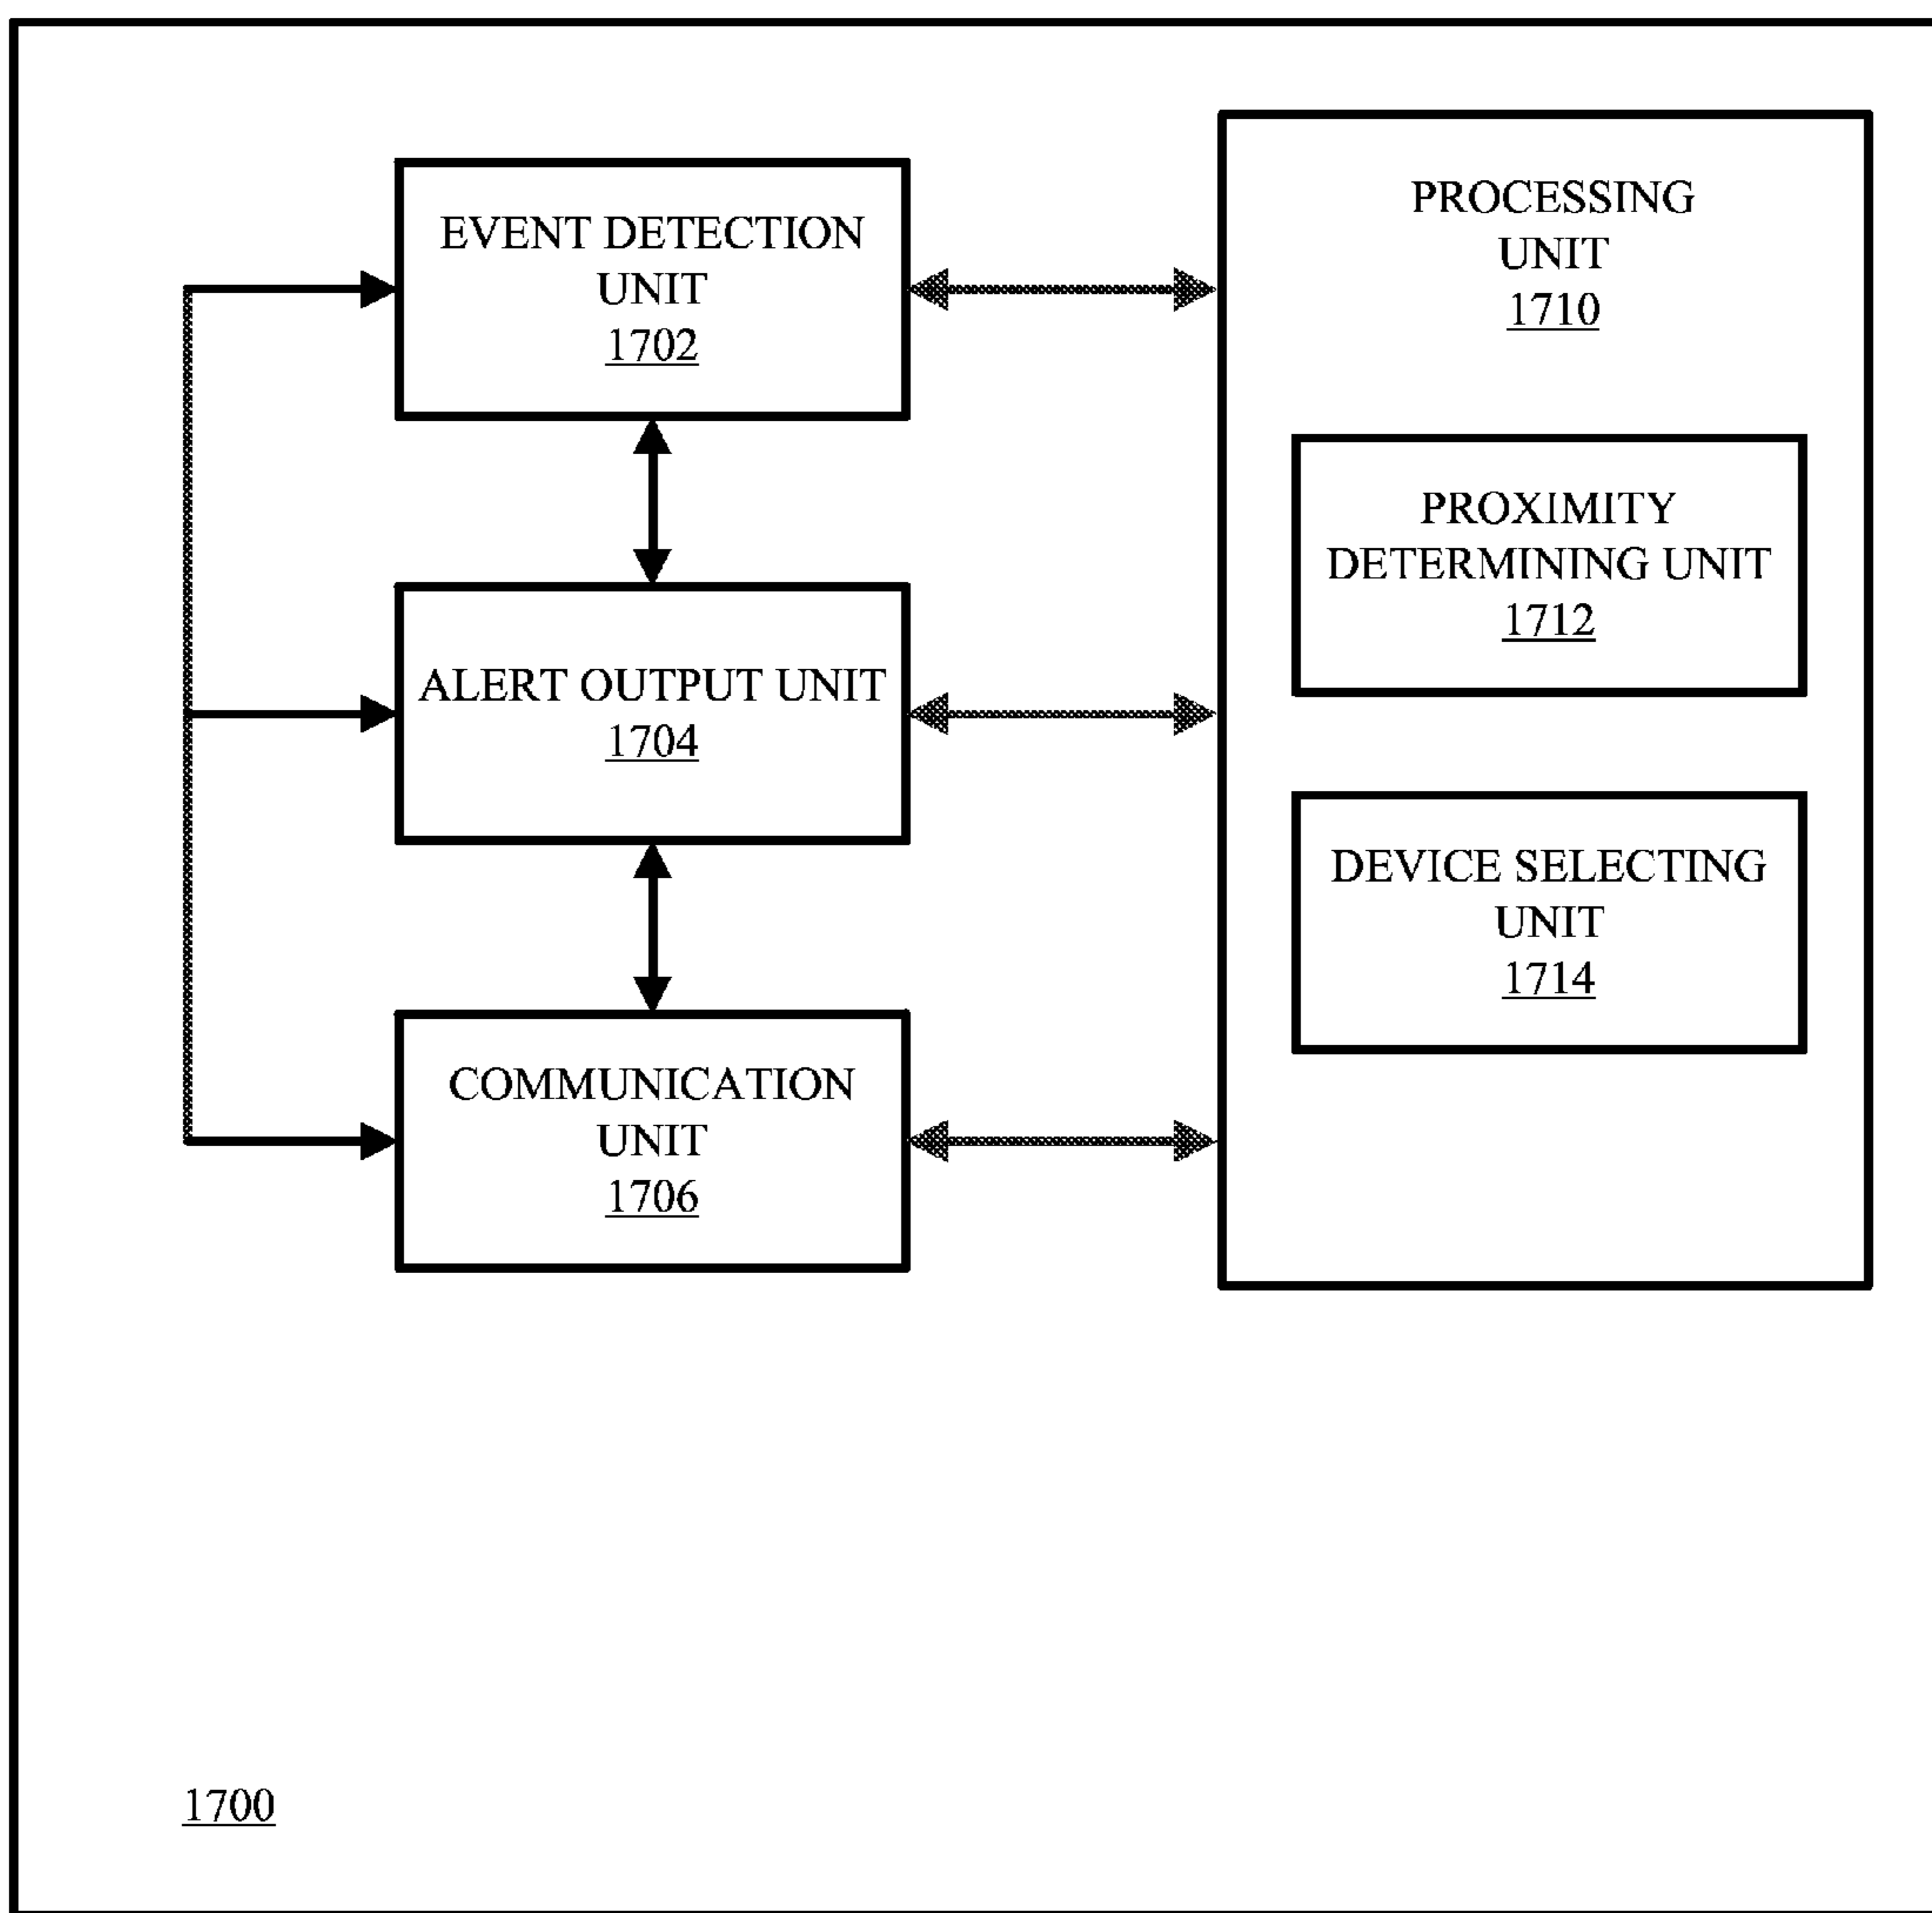 EVENT DETECTION
UNIT
1702
ALERT OUTPUT UNIT
1704
COMMUNICATION
UNIT
1706
PROCESSING
UNIT
1710
PROXIMITY
DETERMINING UNIT
1712
DEVICE SELECTING
UNIT
1714
1700